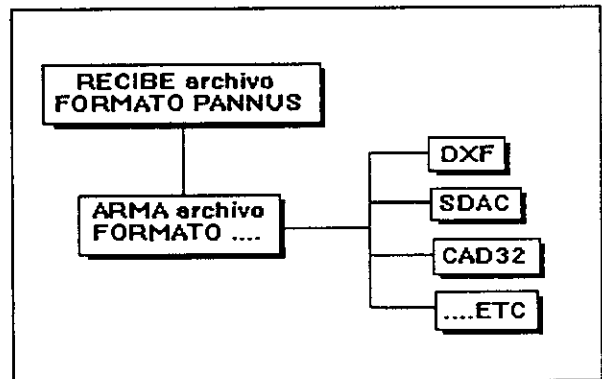 RECIBE archivo
FORMATO PANNUS
ARMA archivo
FORMATO ....
DXF
SDAC
CAD32
....ETC